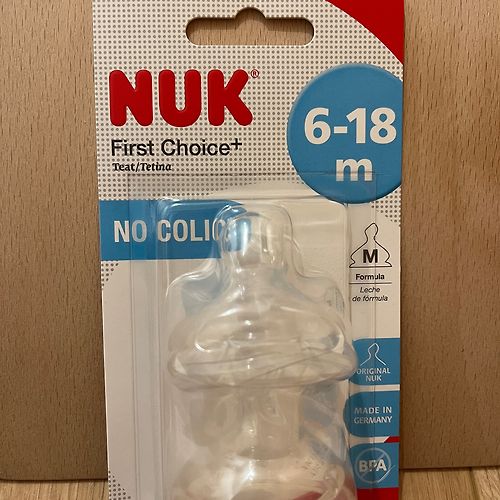 NUK®
First Choice+
Teat/Tetina
6-18
m
NO COLIC
M
Formula
Leche
de fórmula
ORIGINAL
NUK
MADE IN
GERMANY
BPA